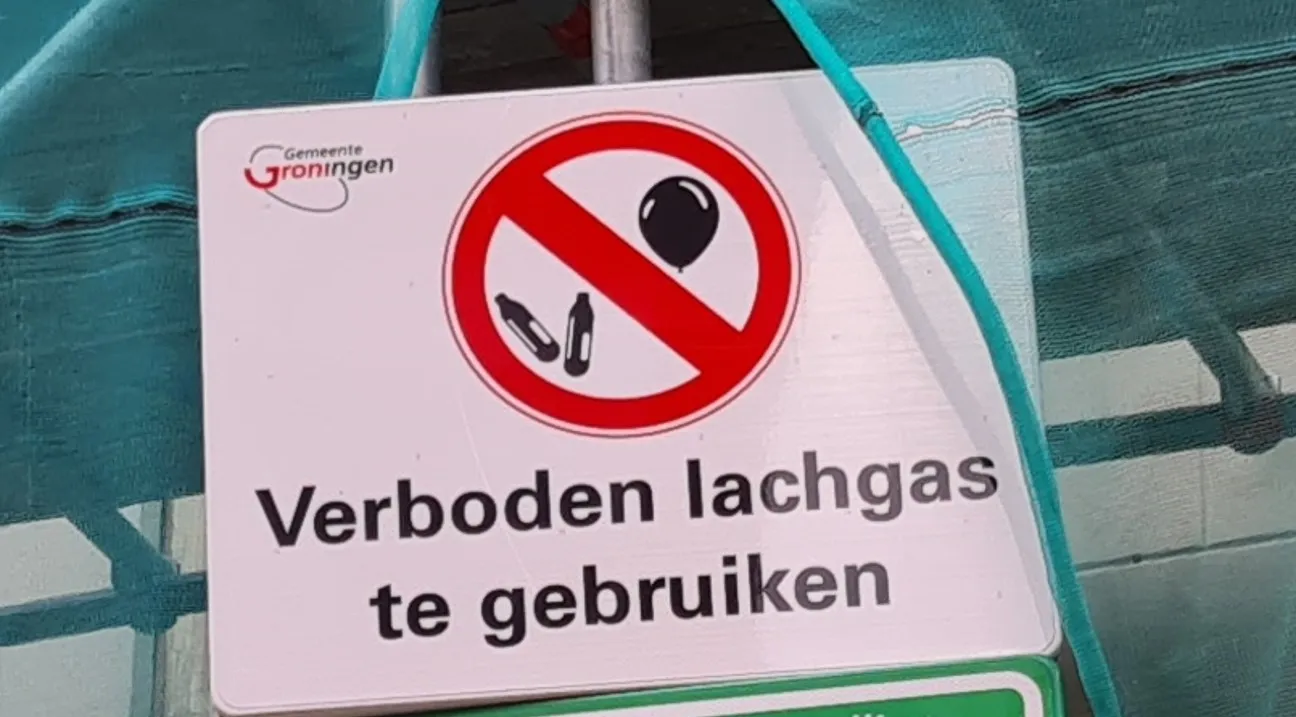 Gemeente
Groningen
Verboden lachgas
te gebruiken